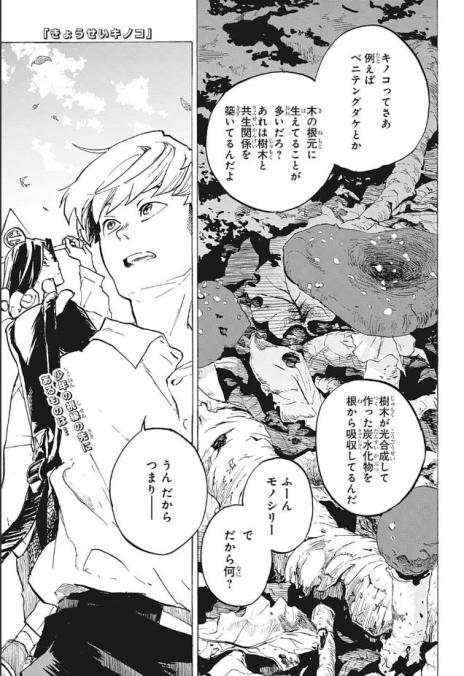 「きょうせいキノコ」
キノコってさあ
例えば
ベニテングダケとか
木の根元に
生えてることが
多いだろ?
あれは樹木と
共生関係を
築いてるんだよ
樹木が光合成して
作った炭水化物を
根から吸収してるんだ
ふーん
モノシリー
で
だから何?
うん だから
つまり――
少年の視線の先に
あるものは…